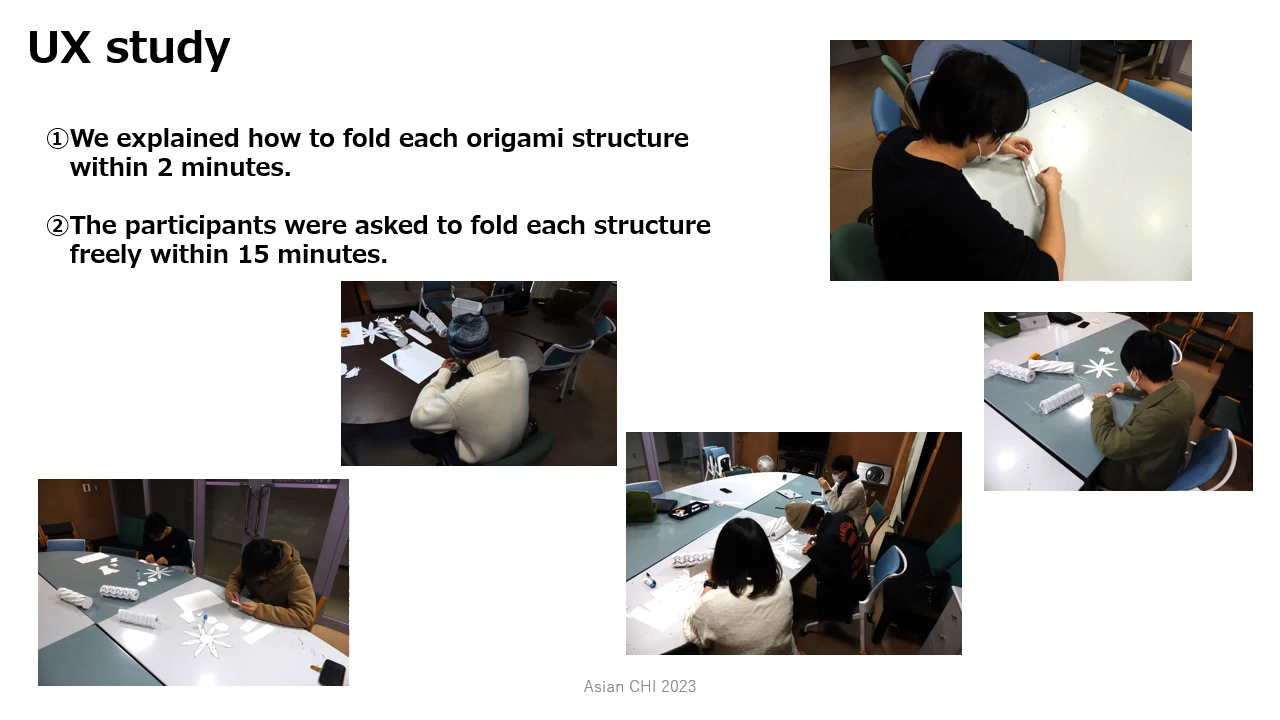 UX study
①We explained how to fold each origami structure
within 2 minutes.
②The participants were asked to fold each structure
freely within 15 minutes.
Asian CHI 2023